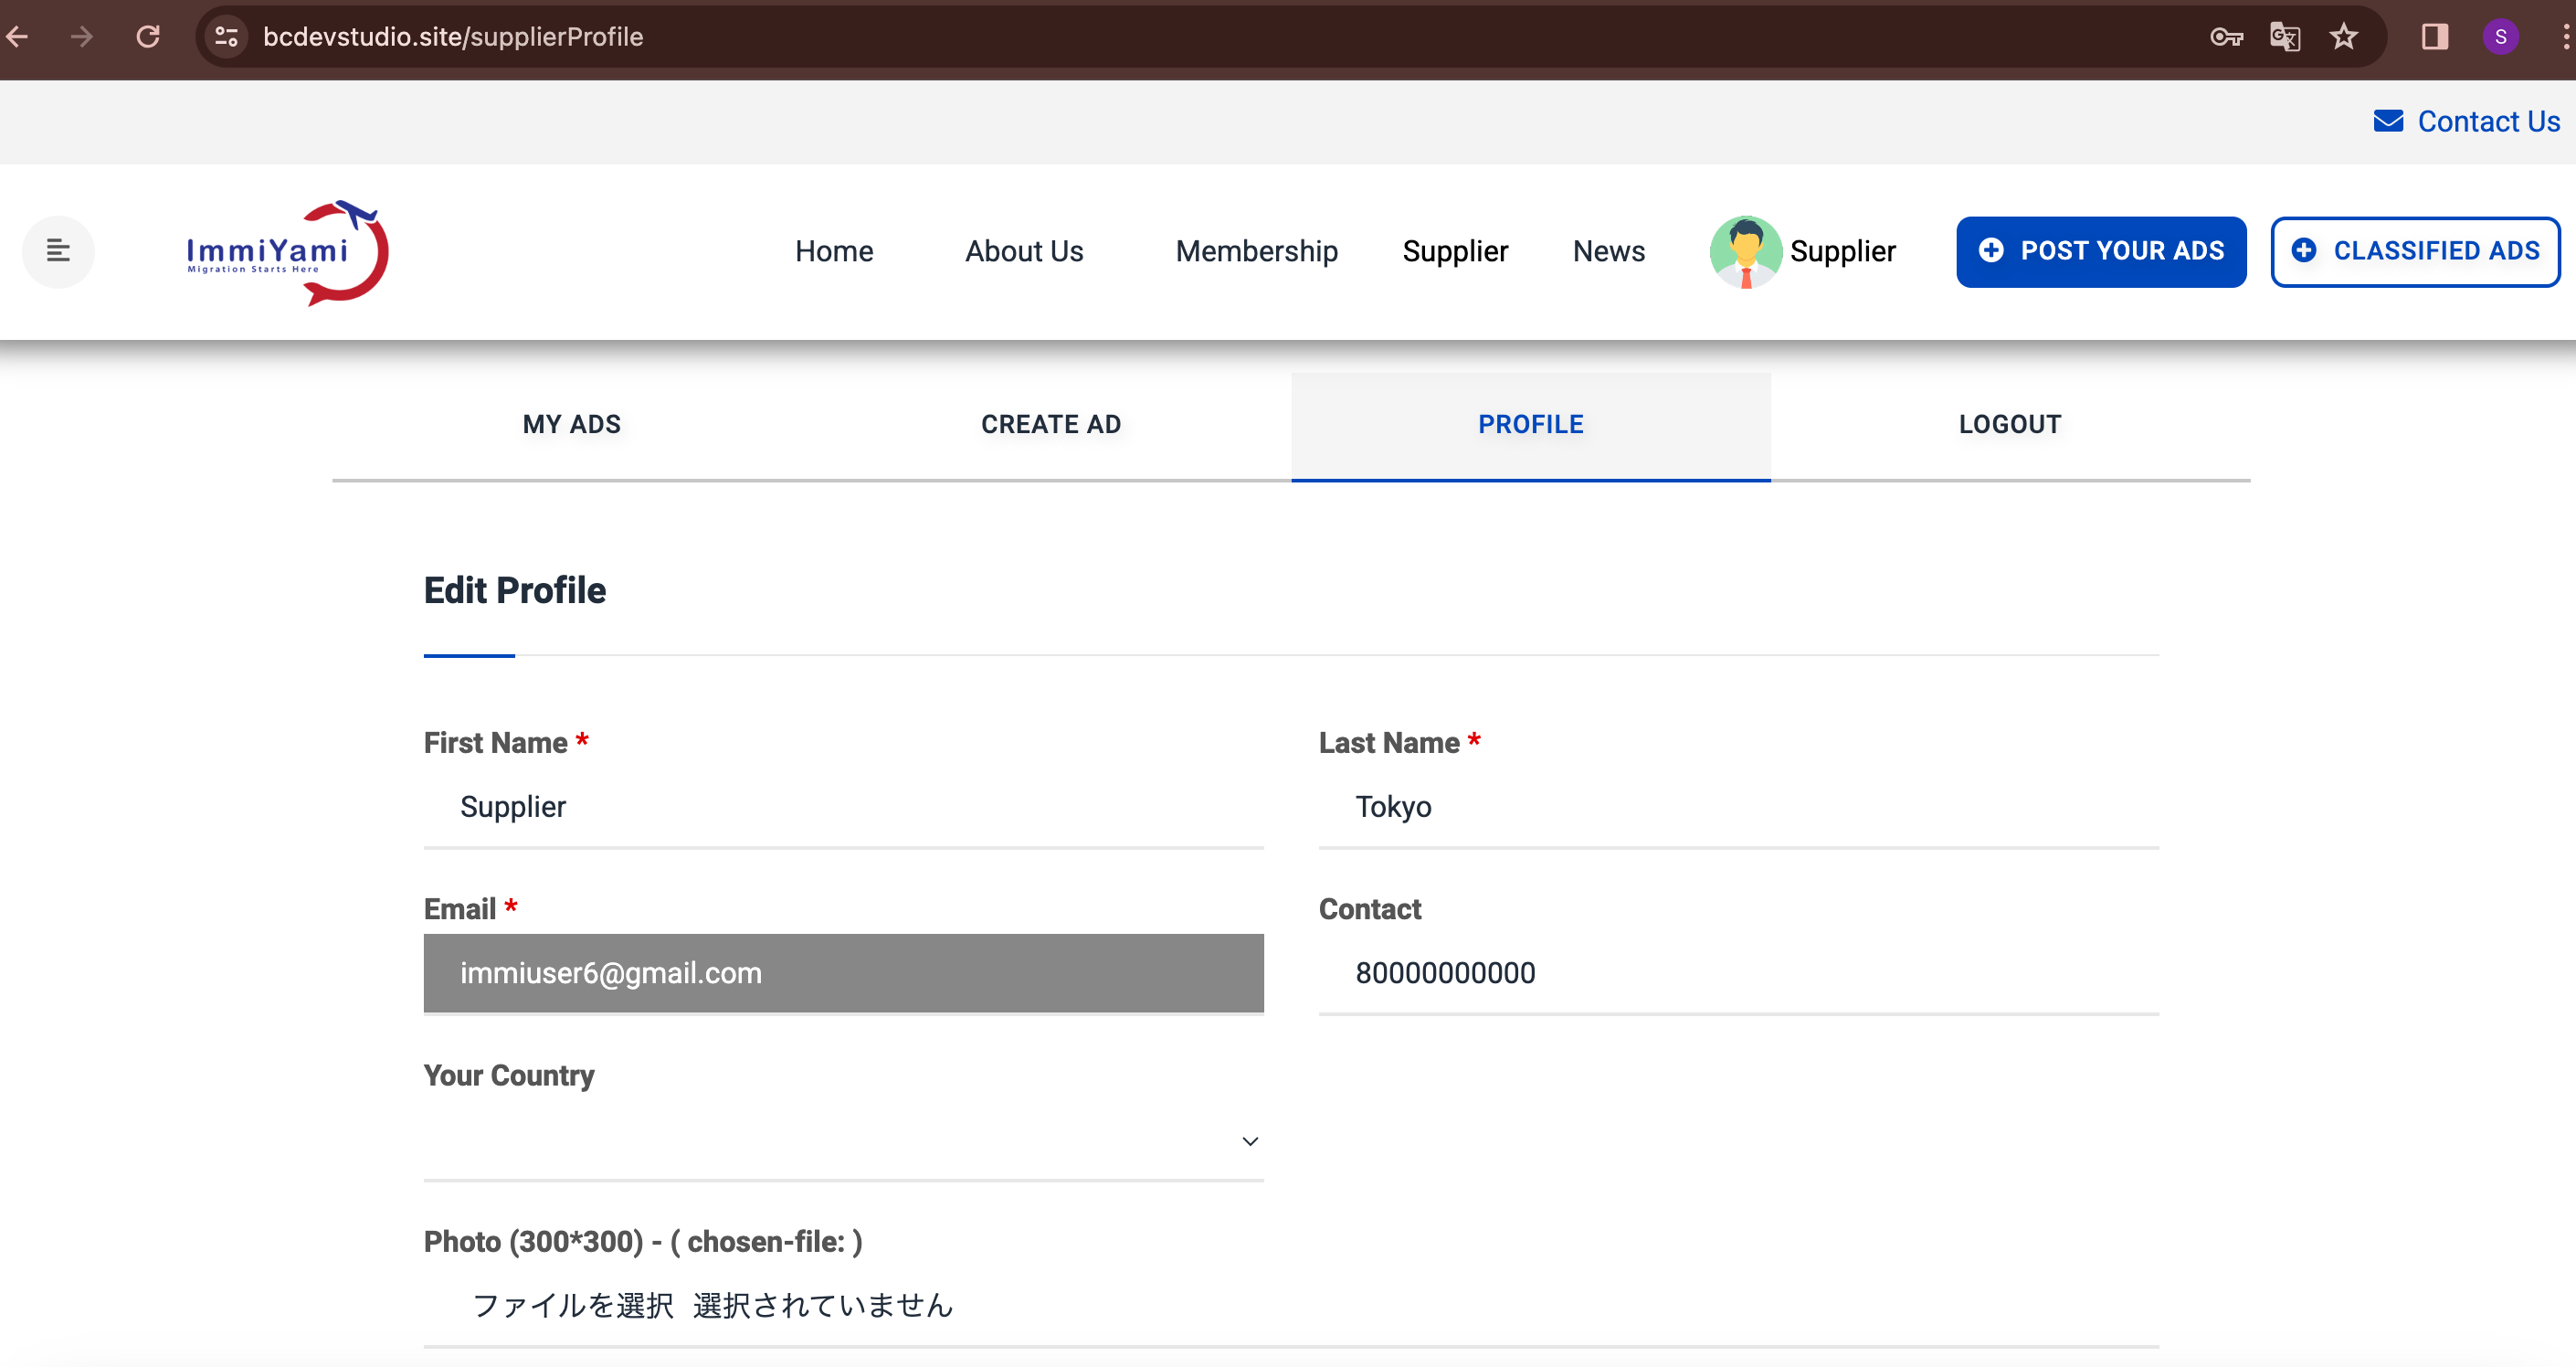 bcdevstudio.site/supplierProfile
S
Contact Us
ImmiYami
Migration Starts Here
Home
About Us
Membership
Supplier
News
Supplier
POST YOUR ADS
CLASSIFIED ADS
MY ADS
CREATE AD
PROFILE
LOGOUT
Edit Profile
First Name *
Last Name *
Supplier
Tokyo
Email *
Contact
immiuser6@gmail.com
80000000000
Your Country
Photo (300*300) - ( chosen-file: )
ファイルを選択 選択されていません